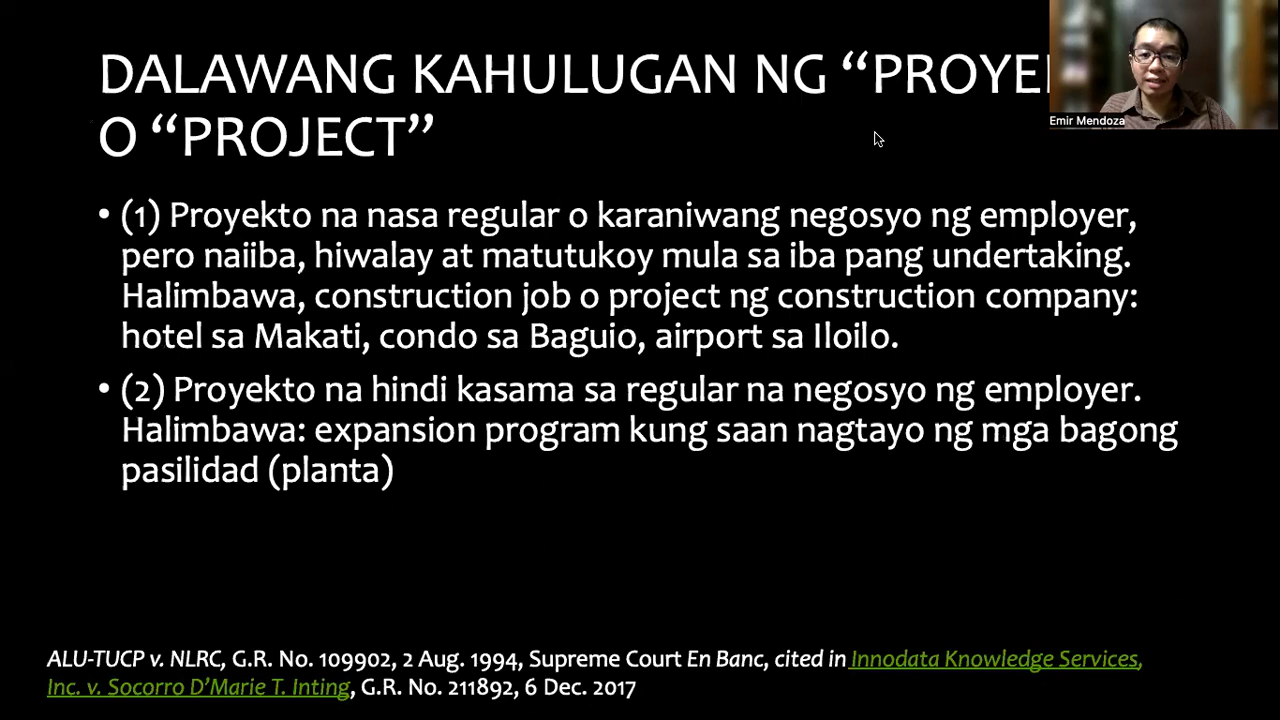 DALAWANG KAHULUGAN NG “PROYE
O “PROJECT”
Emir Mendoza
• (1) Proyekto na nasa regular o karaniwang negosyo ng employer,
pero naiiba, hiwalay at matutukoy mula sa iba pang undertaking.
Halimbawa, construction job o project ng construction company:
hotel sa Makati, condo sa Baguio, airport sa Iloilo.
• (2) Proyekto na hindi kasama sa regular na negosyo ng employer.
Halimbawa: expansion program kung saan nagtayo ng mga bagong
pasilidad (planta)
ALU-TUCP v. NLRC, G.R. No. 109902, 2 Aug. 1994, Supreme Court En Banc, cited in Innodata Knowledge Services,
Inc. v. Socorro D’Marie T. Inting, G.R. No. 211892, 6 Dec. 2017